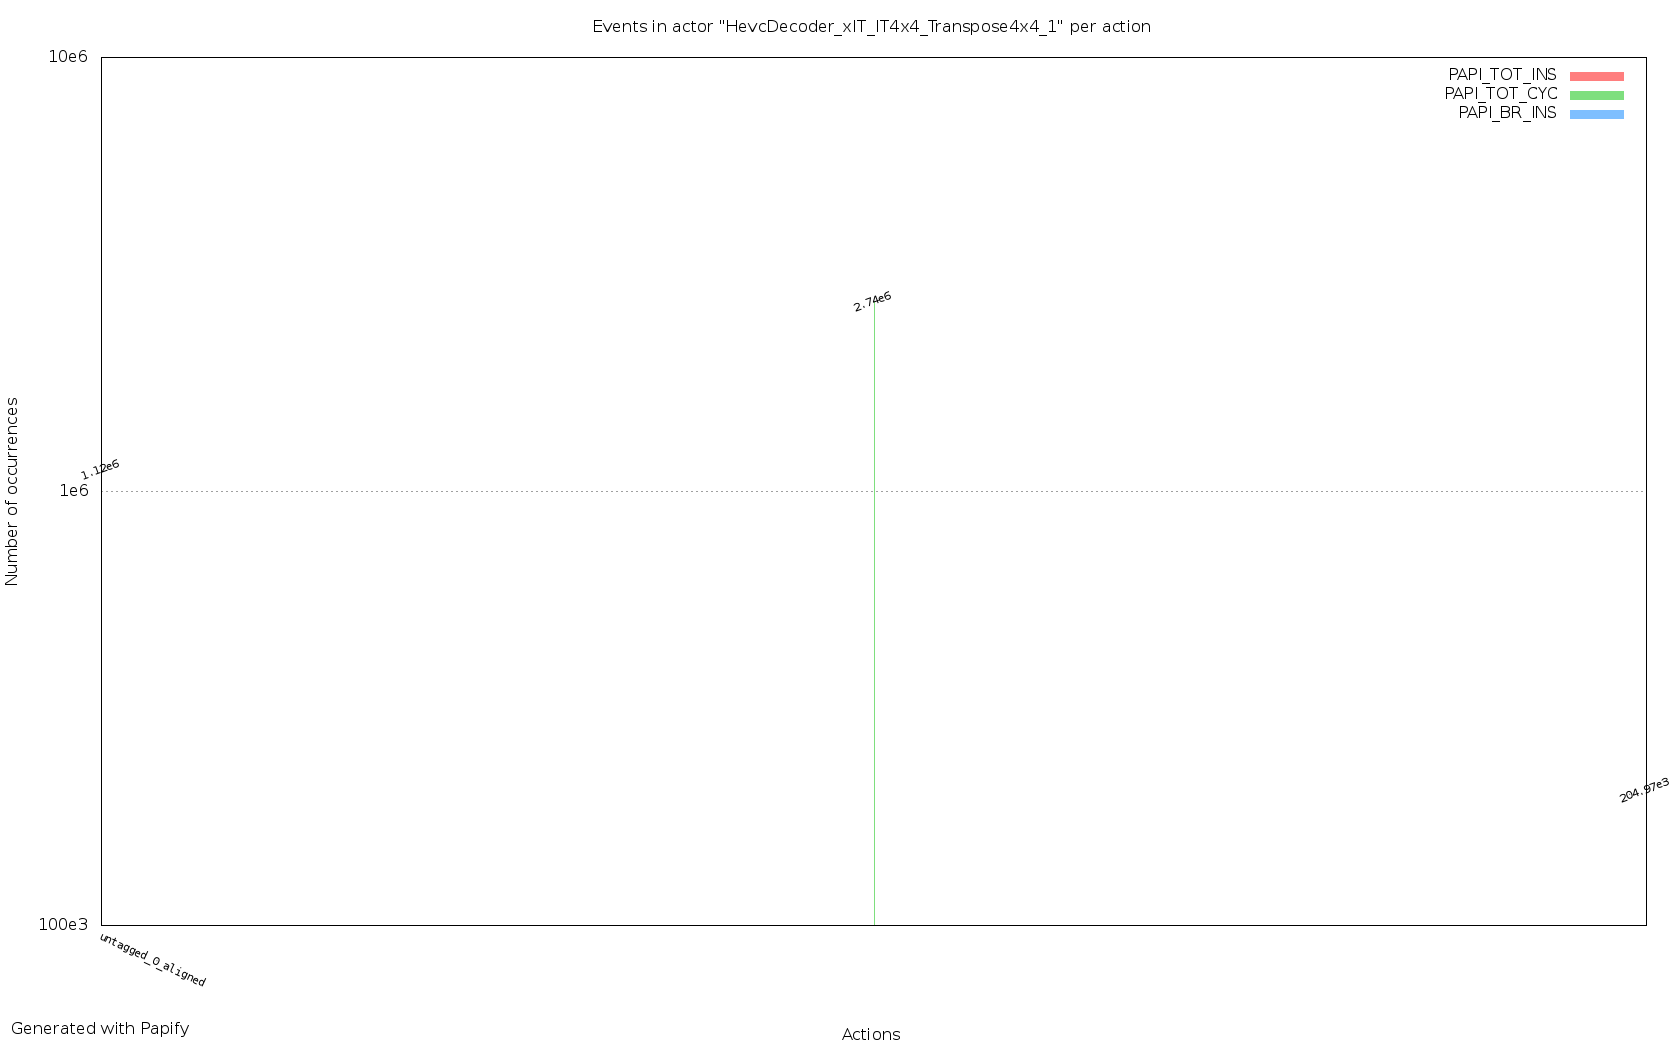 Events in actor "HevcDecoder_xIT_IT4x4_Transpose4x4_1" per action
10e6
PAPI_TOT_INS
PAPI_TOT_CYC
PAPI_BR_INS
2.74e6
Number of occurrences
1.12e6
1e6
204.97e3
100e3
untagged_0_aligned
Generated with Papify
Actions